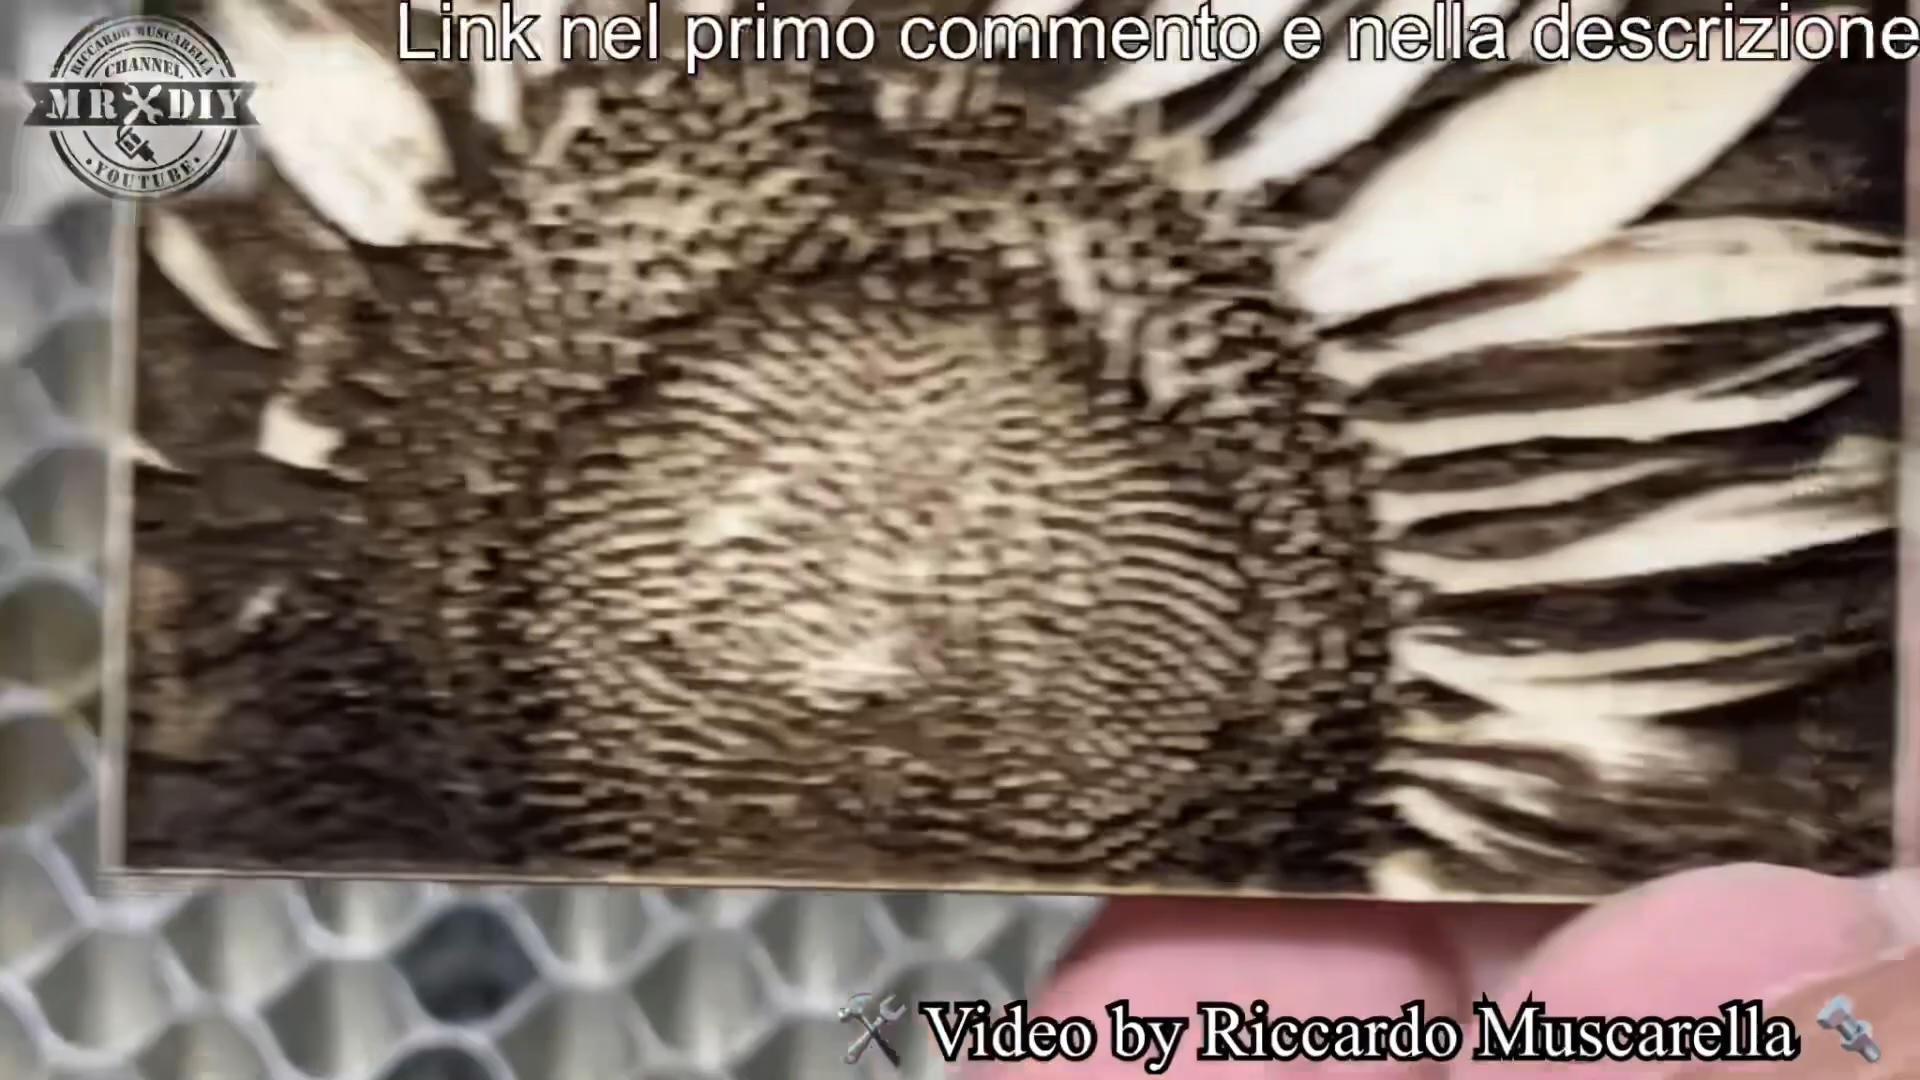 Link nel primo commento e nella descrizione
RICCARDO MUSCARELLA
CHANNEL
MR DIY
YOUTUBE
Video by Riccardo Muscarella